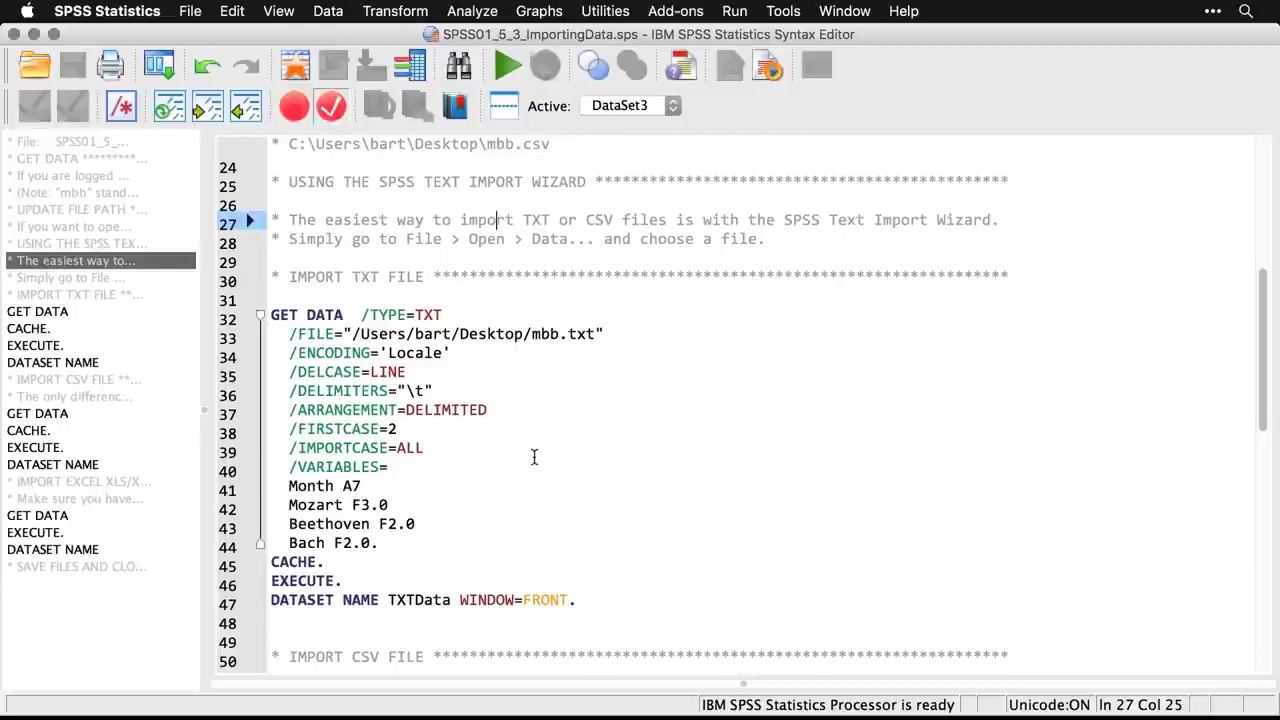 SPSS Statistics File Edit View Data Transform Analyze Graphs Utilities Add-ons Run Tools Window Help
SPSS01_5_3_ImportingData.sps - IBM SPSS Statistics Syntax Editor
Active: DataSet3
* File: SPSS01_5_...
* GET DATA *********...
* If you are logged ...
* (Note: "mbb" stand...
* UPDATE FILE PATH *...
* If you want to ope...
* USING THE SPSS TEX...
* The easiest way to...
* Simply go to File ...
* IMPORT TXT FILE **...
GET DATA
CACHE.
EXECUTE.
DATASET NAME
* IMPORT CSV FILE **...
* The only differenc...
GET DATA
CACHE.
EXECUTE.
DATASET NAME
* IMPORT EXCEL XLS/X...
* Make sure you have...
GET DATA
EXECUTE.
DATASET NAME
* SAVE FILES AND CLO...
* C:\Users\bart\Desktop\mbb.csv
24
25 * USING THE SPSS TEXT IMPORT WIZARD **********************************************
26
27 * The easiest way to import TXT or CSV files is with the SPSS Text Import Wizard.
28 * Simply go to File > Open > Data... and choose a file.
29
30 * IMPORT TXT FILE ****************************************************************
31
32 GET DATA /TYPE=TXT
33 /FILE="/Users/bart/Desktop/mbb.txt"
34 /ENCODING='Locale'
35 /DELCASE=LINE
36 /DELIMITERS="\t"
37 /ARRANGEMENT=DELIMITED
38 /FIRSTCASE=2
39 /IMPORTCASE=ALL
40 /VARIABLES=
41 Month A7
42 Mozart F3.0
43 Beethoven F2.0
44 Bach F2.0.
45 CACHE.
46 EXECUTE.
47 DATASET NAME TXTData WINDOW=FRONT.
48
49
50 * IMPORT CSV FILE ****************************************************************
IBM SPSS Statistics Processor is ready Unicode:ON In 27 Col 25